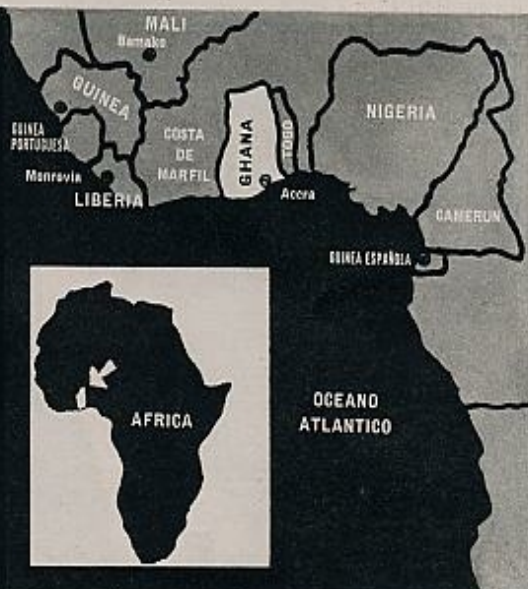 MALI
Bamako
GUINEA
GUINEA
PORTUGUESA
COSTA
DE
MARFIL
GHANA
TOGO
NIGERIA
Monrovia
LIBERIA
Accra
CAMERUN
GUINEA ESPAÑOLA
AFRICA
OCEANO
ATLANTICO